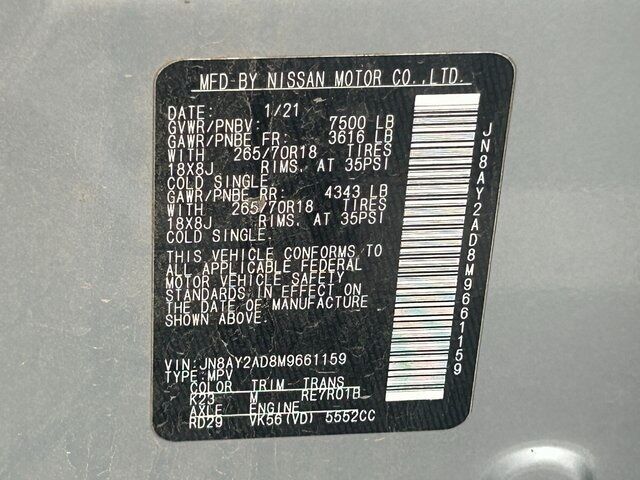 MFD BY NISSAN MOTOR CO.,LTD.
DATE: 1/21
GVWR/PNBV: 7500 LB
GAWR/PNBE FR: 3616 LB
WITH 265/70R18 TIRES
18X8J RIMS, AT 35PSI
COLD SINGLE
GAWR/PNBE RR: 4343 LB
WITH 265/70R18 TIRES
18X8J RIMS, AT 35PSI
COLD SINGLE
THIS VEHICLE CONFORMS TO
ALL APPLICABLE FEDERAL
MOTOR VEHICLE SAFETY
STANDARDS IN EFFECT ON
THE DATE OF MANUFACTURE
SHOWN ABOVE.
VIN: JN8AY2AD8M9661159
TYPE: MPV
COLOR TRIM TRANS
K23 M RE7R01B
AXLE ENGINE
RD29 VK56(VD) 5552CC
JN8AY2AD8M9661159